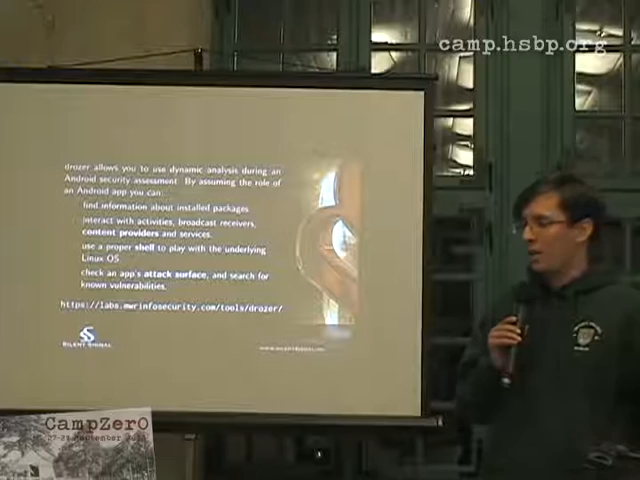 camp.hsbp.org
drozer allows you to use dynamic analysis during an
Android security assessment. By assuming the role of
an Android app you can:
find information about installed packages.
interact with activities, broadcast receivers,
content providers and services.
use a proper shell to play with the underlying
Linux OS
check an app's attack surface, and search for
known vulnerabilities.
https://labs.mwrinfosecurity.com/tools/drozer/
SILENT SIGNAL
CampZer0